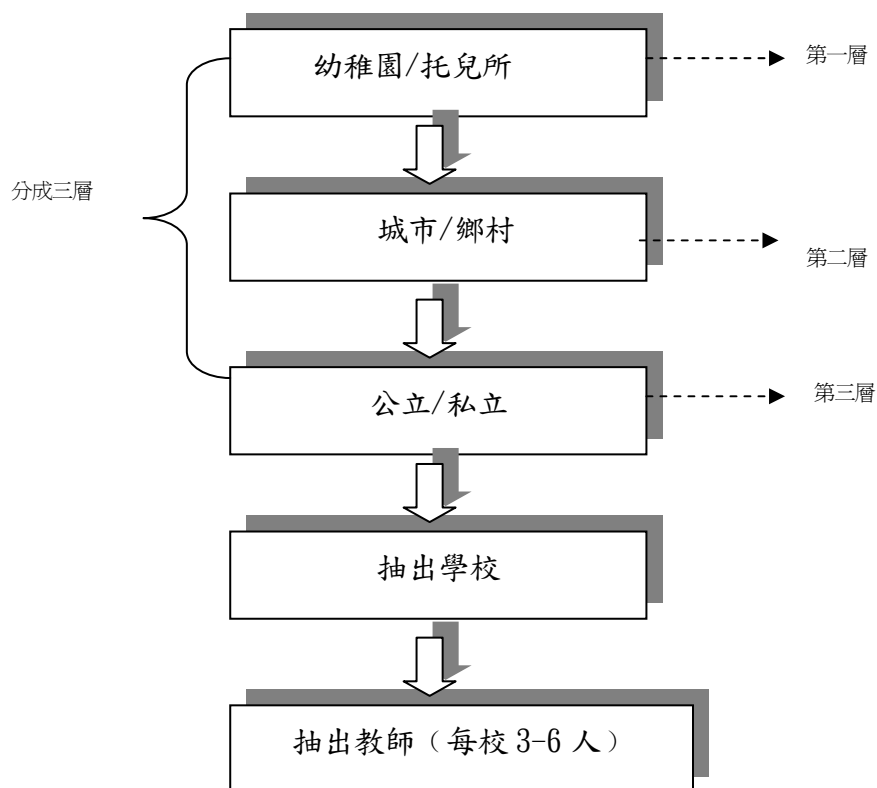 幼稚園/托兒所
第一層
分成三層
城市/鄉村
第二層
公立/私立
第三層
抽出學校
抽出教師（每校 3-6 人）